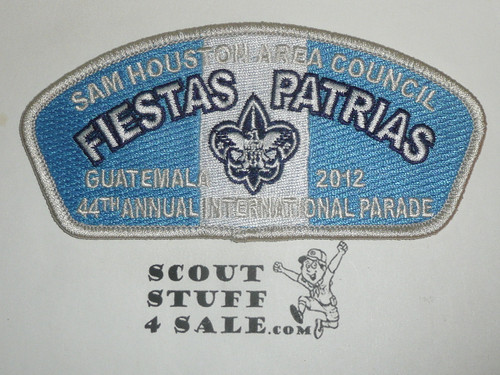 SAM HOUSTON AREA COUNCIL
FIESTAS PATRIAS
GUATEMALA 2012
44TH ANNUAL INTERNATIONAL PARADE
SCOUT
STUFF
4 SALE.COM